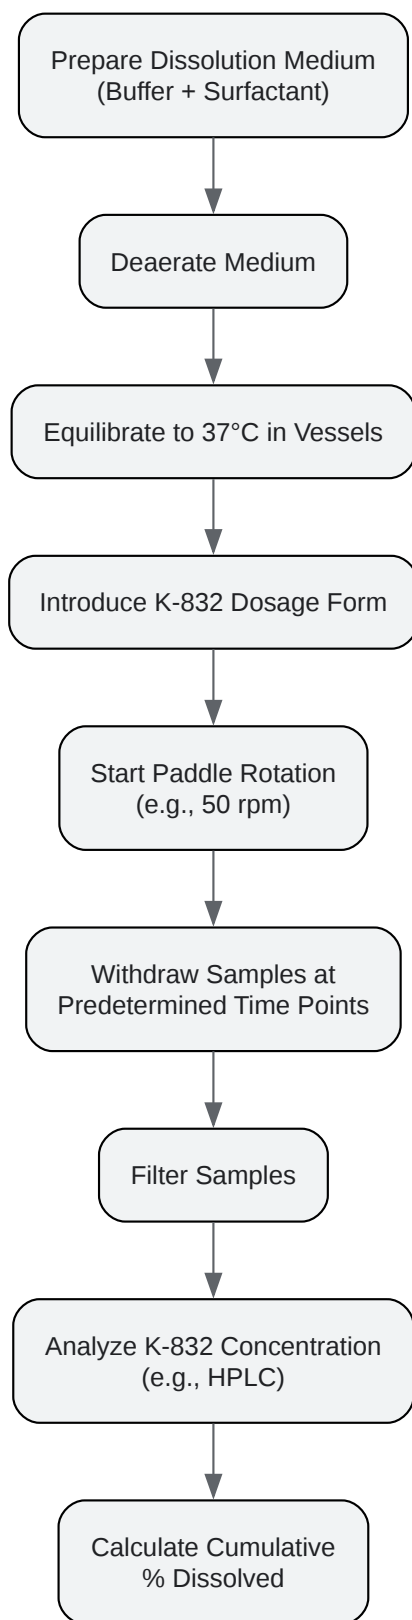 Prepare Dissolution Medium
(Buffer + Surfactant)
Deaerate Medium
Equilibrate to 37°C in Vessels
Introduce K-832 Dosage Form
Start Paddle Rotation
(e.g., 50 rpm)
Withdraw Samples at
Predetermined Time Points
Filter Samples
Analyze K-832 Concentration
(e.g., HPLC)
Calculate Cumulative
% Dissolved